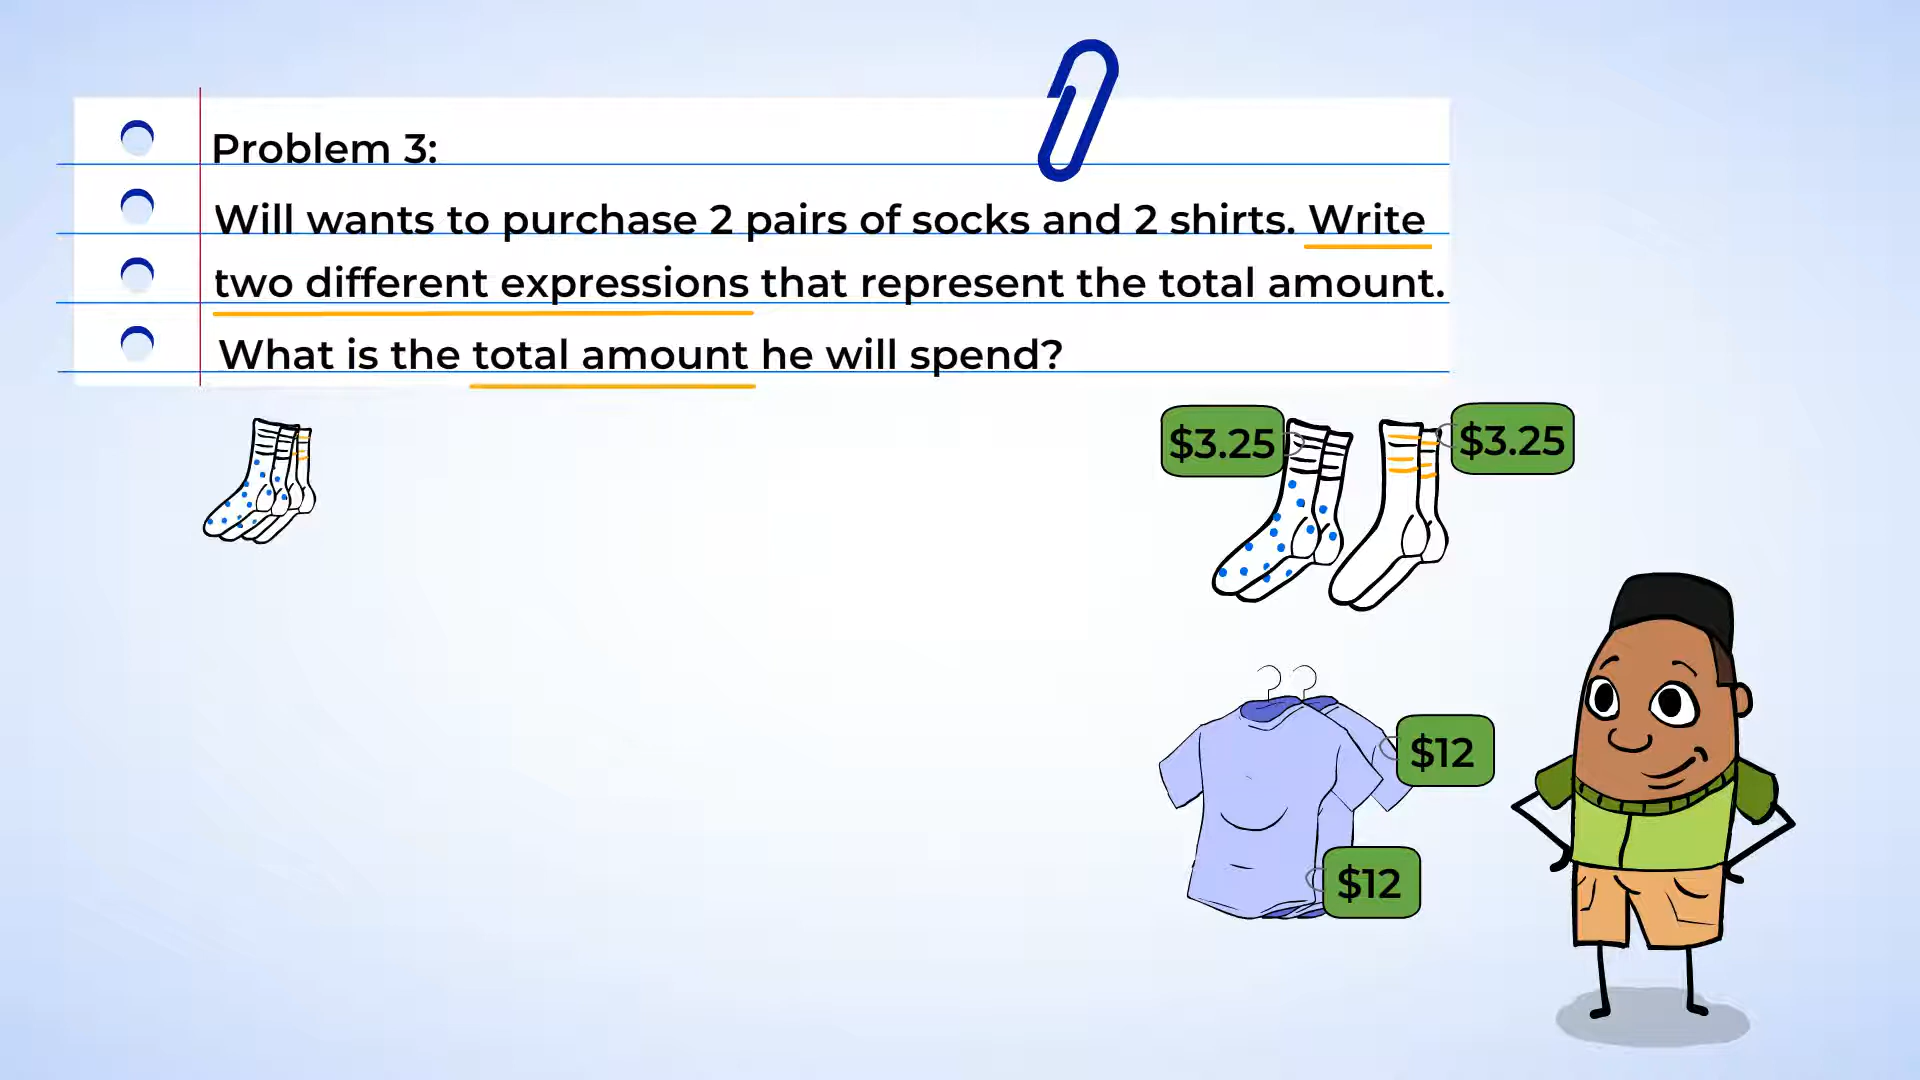 Problem 3:
Will wants to purchase 2 pairs of socks and 2 shirts. Write
two different expressions that represent the total amount.
What is the total amount he will spend?
$3.25
$3.25
$12
$12